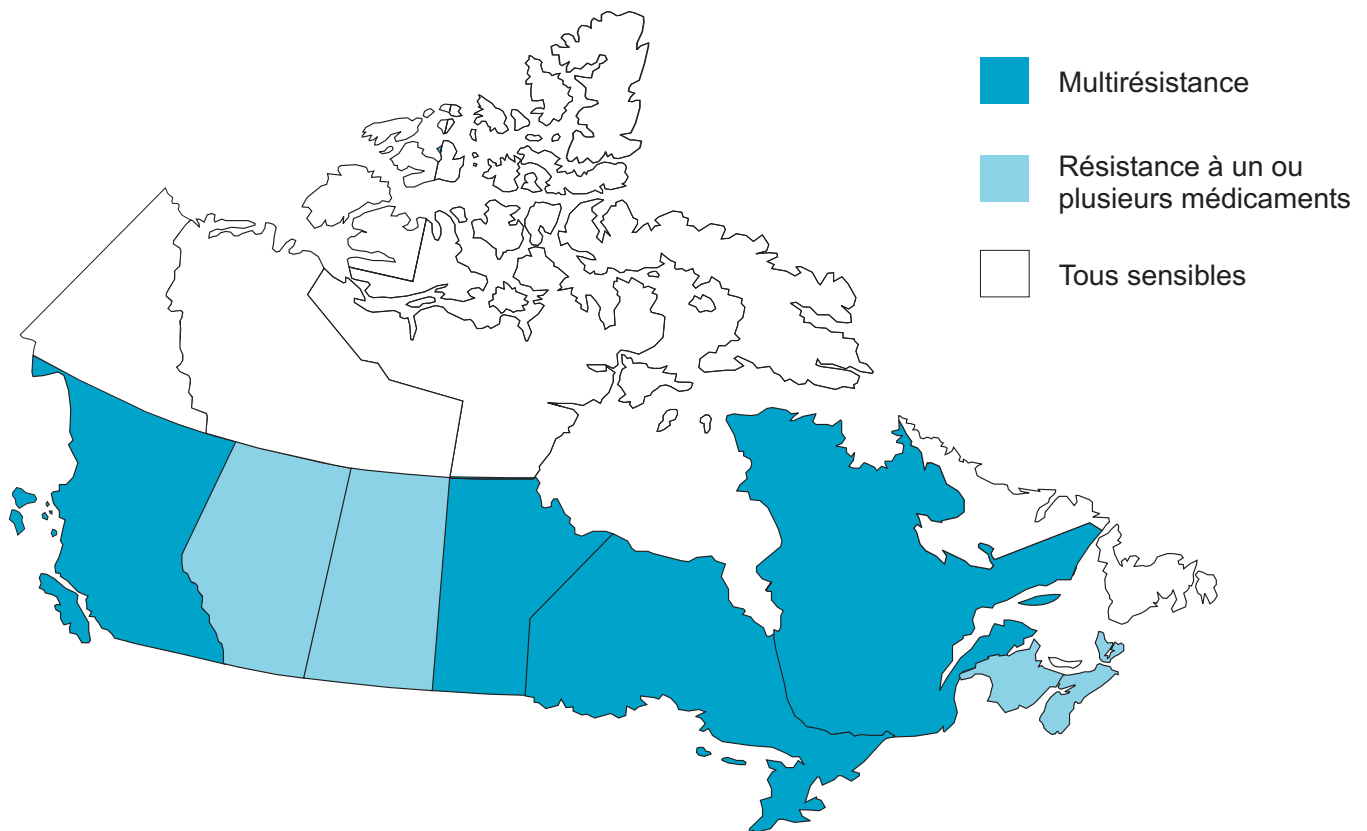 Multirésistance
Résistance à un ou
plusieurs médicaments
Tous sensibles